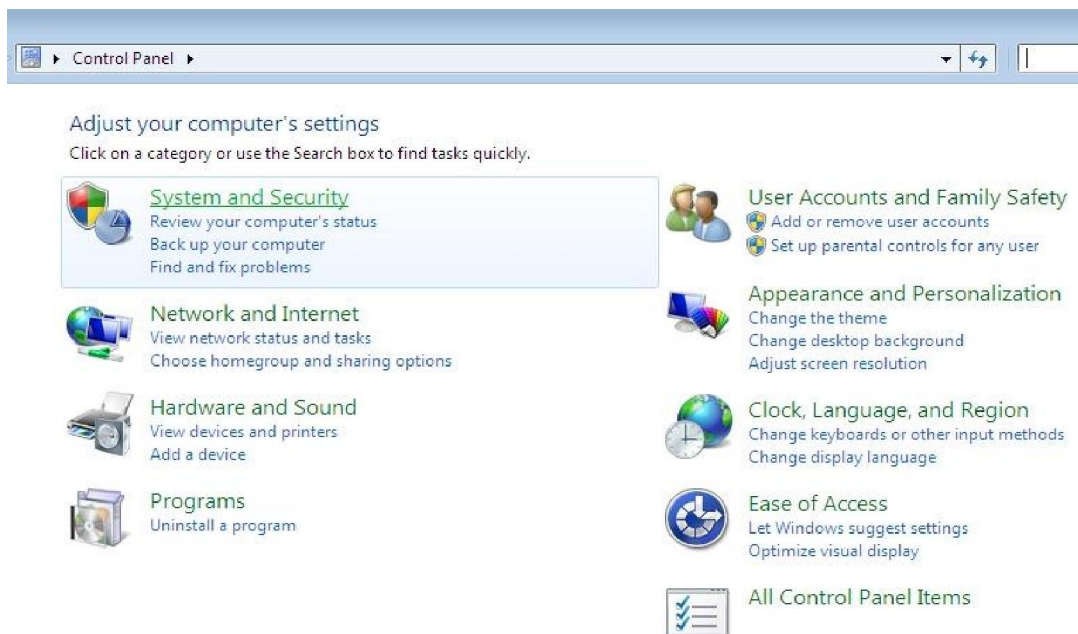 Control Panel
Adjust your computer's settings
Click on a category or use the Search box to find tasks quickly.
System and Security
Review your computer's status
Back up your computer
Find and fix problems
Network and Internet
View network status and tasks
Choose homegroup and sharing options
Hardware and Sound
View devices and printers
Add a device
Programs
Uninstall a program
User Accounts and Family Safety
Add or remove user accounts
Set up parental controls for any user
Appearance and Personalization
Change the theme
Change desktop background
Adjust screen resolution
Clock, Language, and Region
Change keyboards or other input methods
Change display language
Ease of Access
Let Windows suggest settings
Optimize visual display
All Control Panel Items